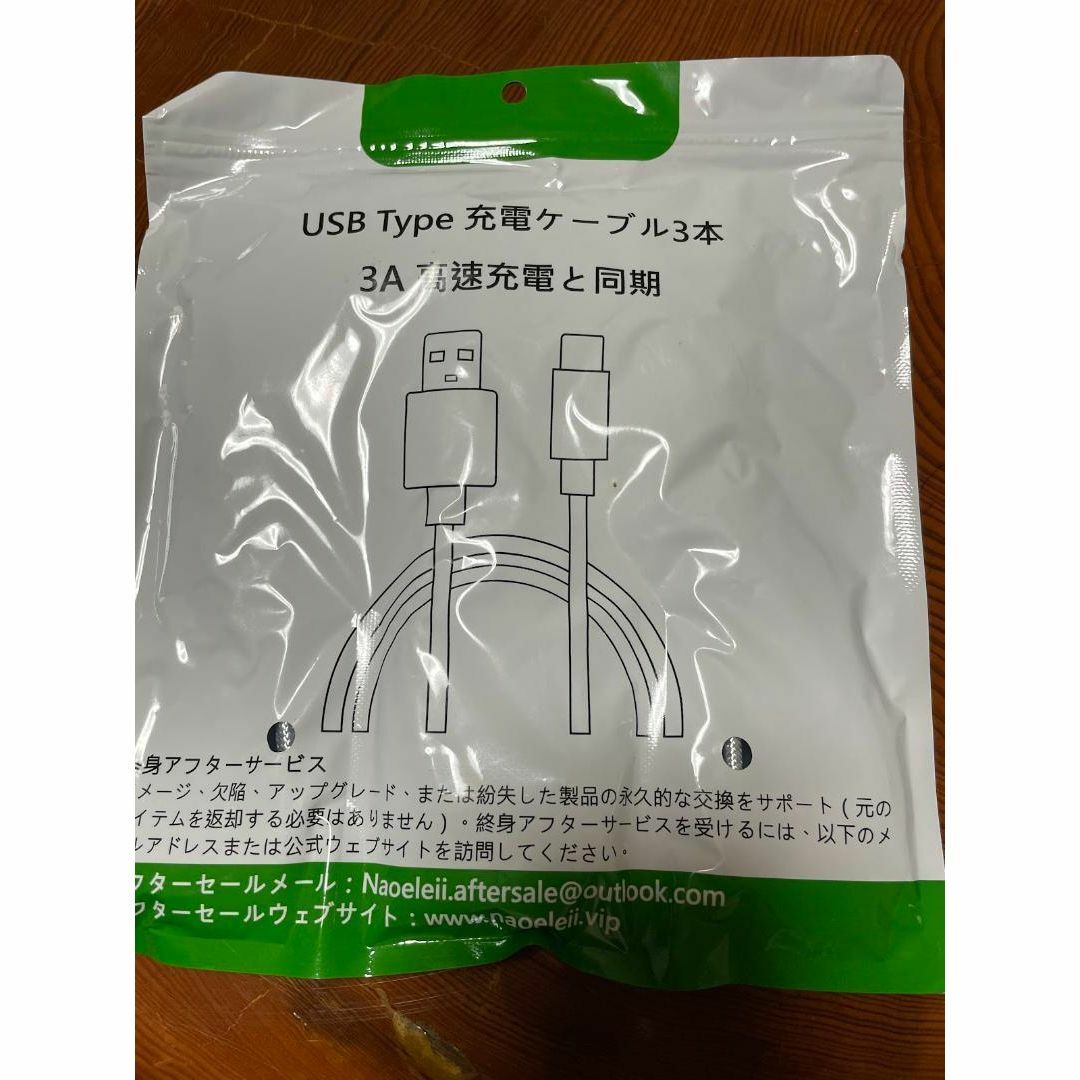 USB Type 充電ケーブル3本
3A 高速充電と同期
身アフターサービス
メージ、欠陥、アップグレード、または紛失した製品の永久的な交換をサポート（元の
イテムを返却する必要はありません）。終身アフターサービスを受けるには、以下のメ
ルアドレスまたは公式ウェブサイトを訪問してください。
フターセールメール：Naoeleii.aftersale@outlook.com
フターセールウェブサイト：www.naoeleii.vip